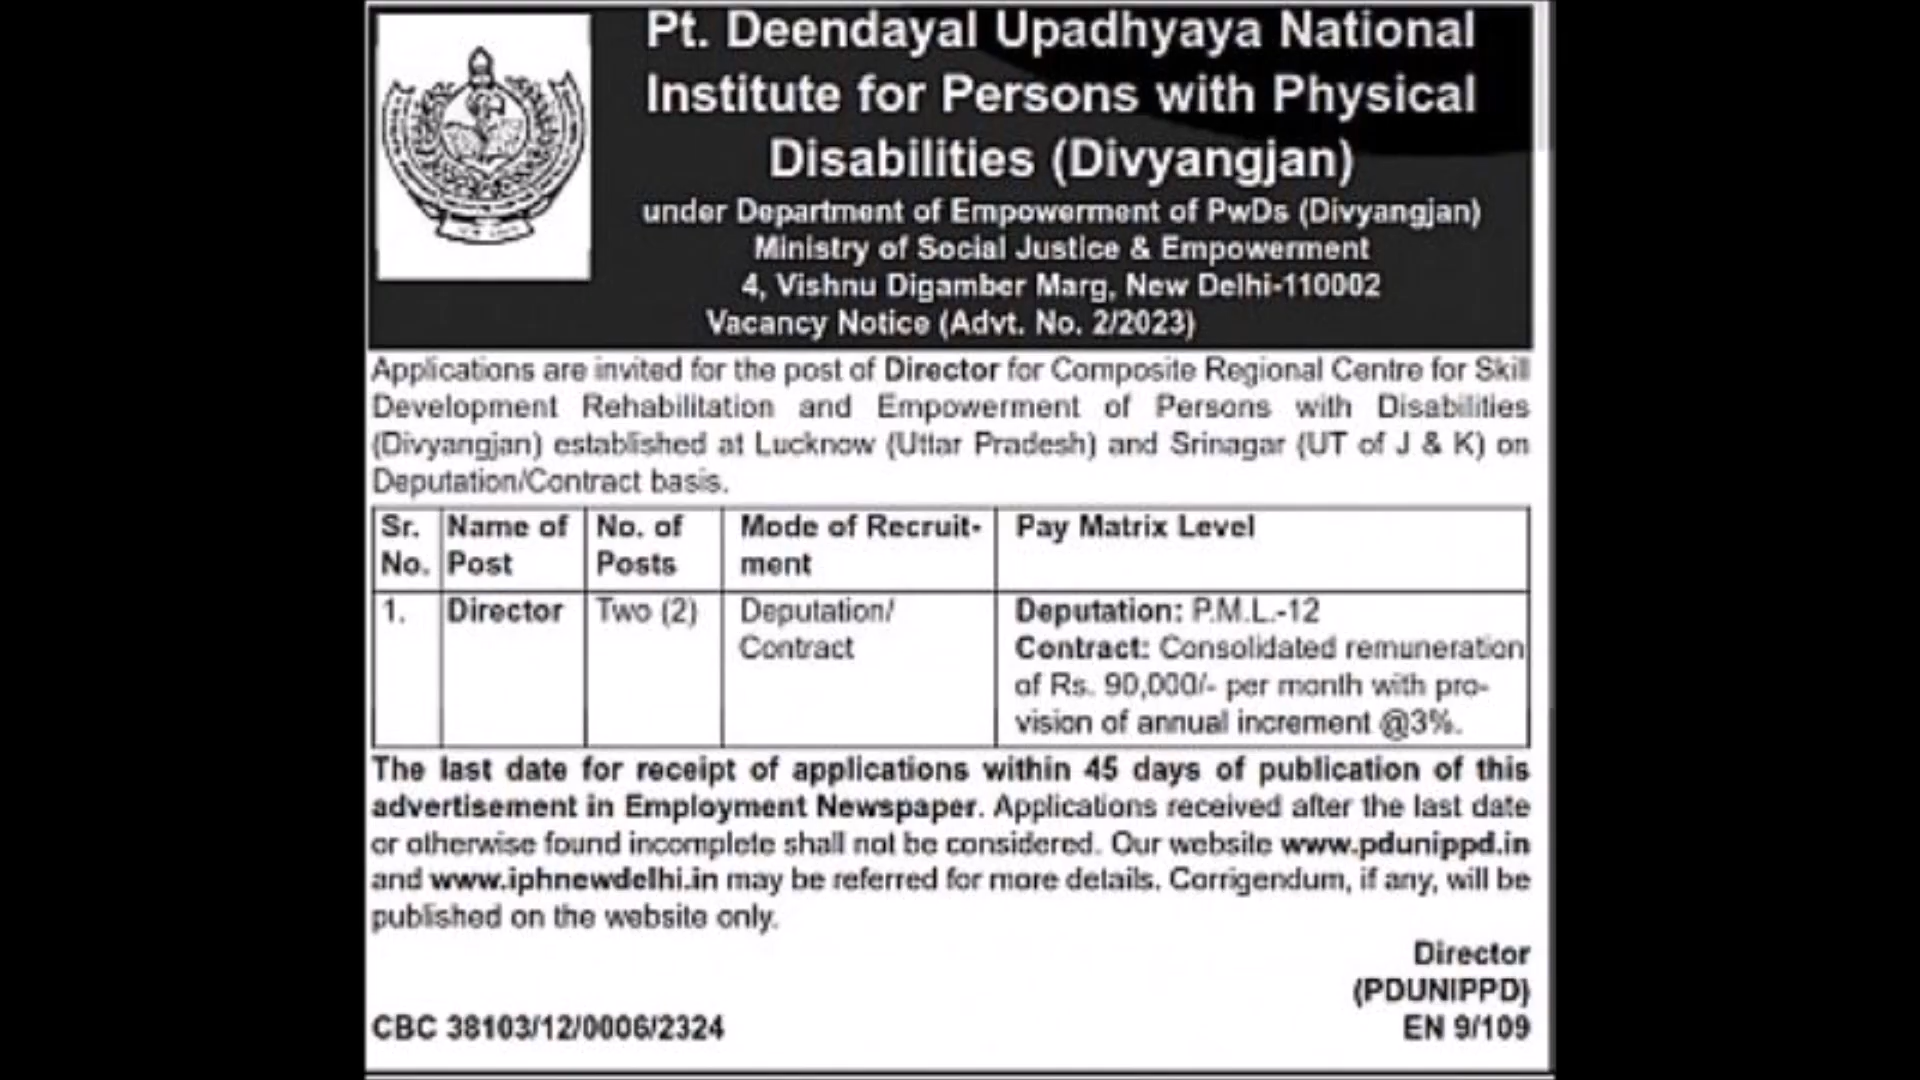 Pt. Deendayal Upadhyaya National
Institute for Persons with Physical
Disabilities (Divyangjan)
under Department of Empowerment of PwDs (Divyangjan)
Ministry of Social Justice & Empowerment
4, Vishnu Digamber Marg, New Delhi-110002
Vacancy Notice (Advt. No. 2/2023)
Applications are invited for the post of Director for Composite Regional Centre for Skill
Development Rehabilitation and Empowerment of Persons with Disabilities
(Divyangjan) established at Lucknow (Uttar Pradesh) and Srinagar (UT of J & K) on
Deputation/Contract basis.
Sr. Name of No. of Mode of Recruit- Pay Matrix Level
No. Post Posts ment
1. Director Two (2) Deputation/ Deputation: P.M.L.-12
Contract Contract: Consolidated remuneration
of Rs. 90,000/- per month with pro-
vision of annual increment @3%.
The last date for receipt of applications within 45 days of publication of this
advertisement in Employment Newspaper. Applications received after the last date
or otherwise found incomplete shall not be considered. Our website www.pdunippd.in
and www.iphnewdelhi.in may be referred for more details. Corrigendum, if any, will be
published on the website only.
Director
(PDUNIPPD)
CBC 38103/12/0006/2324 EN 9/109